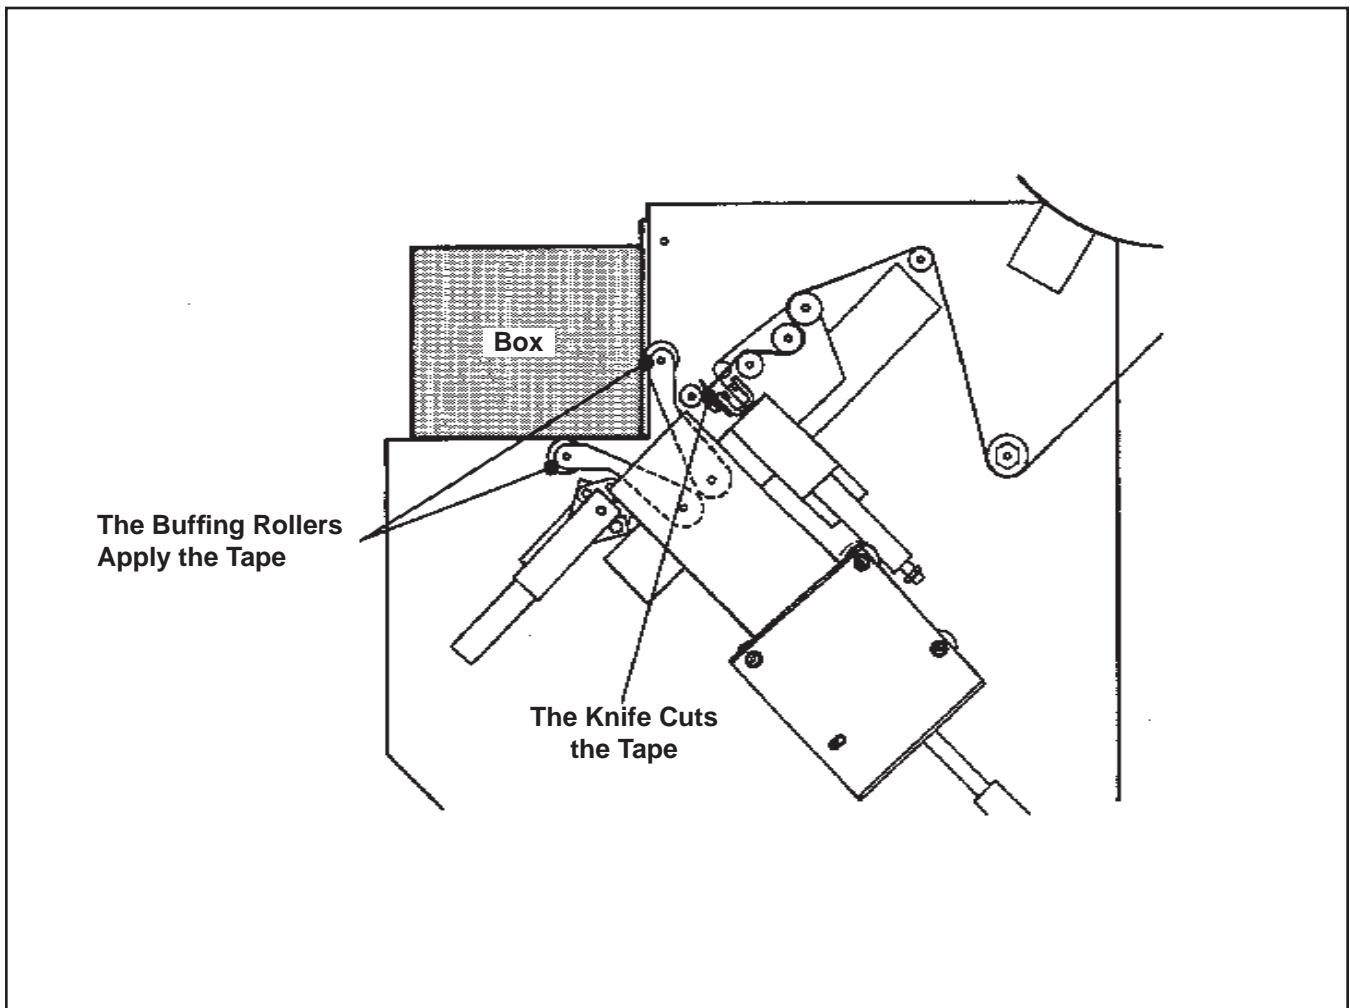 Box
The Buffing Rollers
Apply the Tape
The Knife Cuts
the Tape